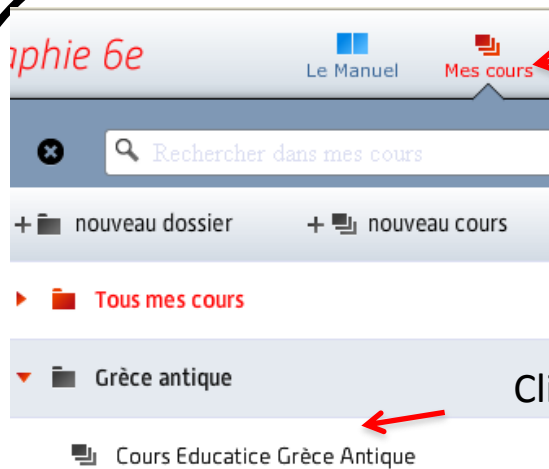 aphie 6e
Le Manuel
Mes cours
Rechercher dans mes cours
+ nouveau dossier
+ nouveau cours
Tous mes cours
Grèce antique
Cli
Cours Educatice Grèce Antique